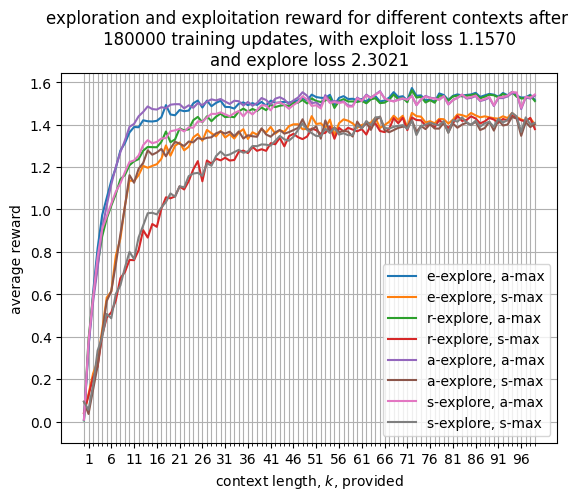 exploration and exploitation reward for different contexts after
180000 training updates, with exploit loss 1.1570
and explore loss 2.3021
1.6
1.4
1.2
1.0
0.8
0.6
0.4
0.2
0.0
average reward
e-explore, a-max
e-explore, s-max
r-explore, a-max
r-explore, s-max
a-explore, a-max
a-explore, s-max
s-explore, a-max
s-explore, s-max
1 6 11 16 21 26 31 36 41 46 51 56 61 66 71 76 81 86 91 96
context length, k, provided